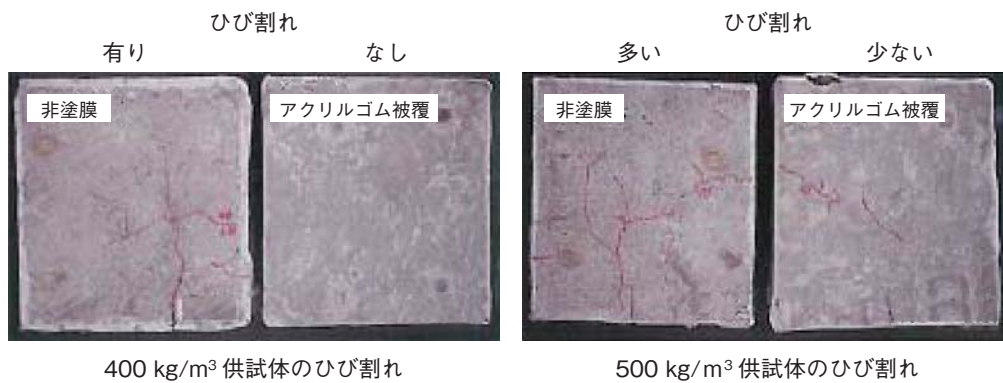 ひび割れ
有り
なし
非塗膜
アクリルゴム被覆
400 kg/m³ 供試体のひび割れ
ひび割れ
多い
少ない
非塗膜
アクリルゴム被覆
500 kg/m³ 供試体のひび割れ